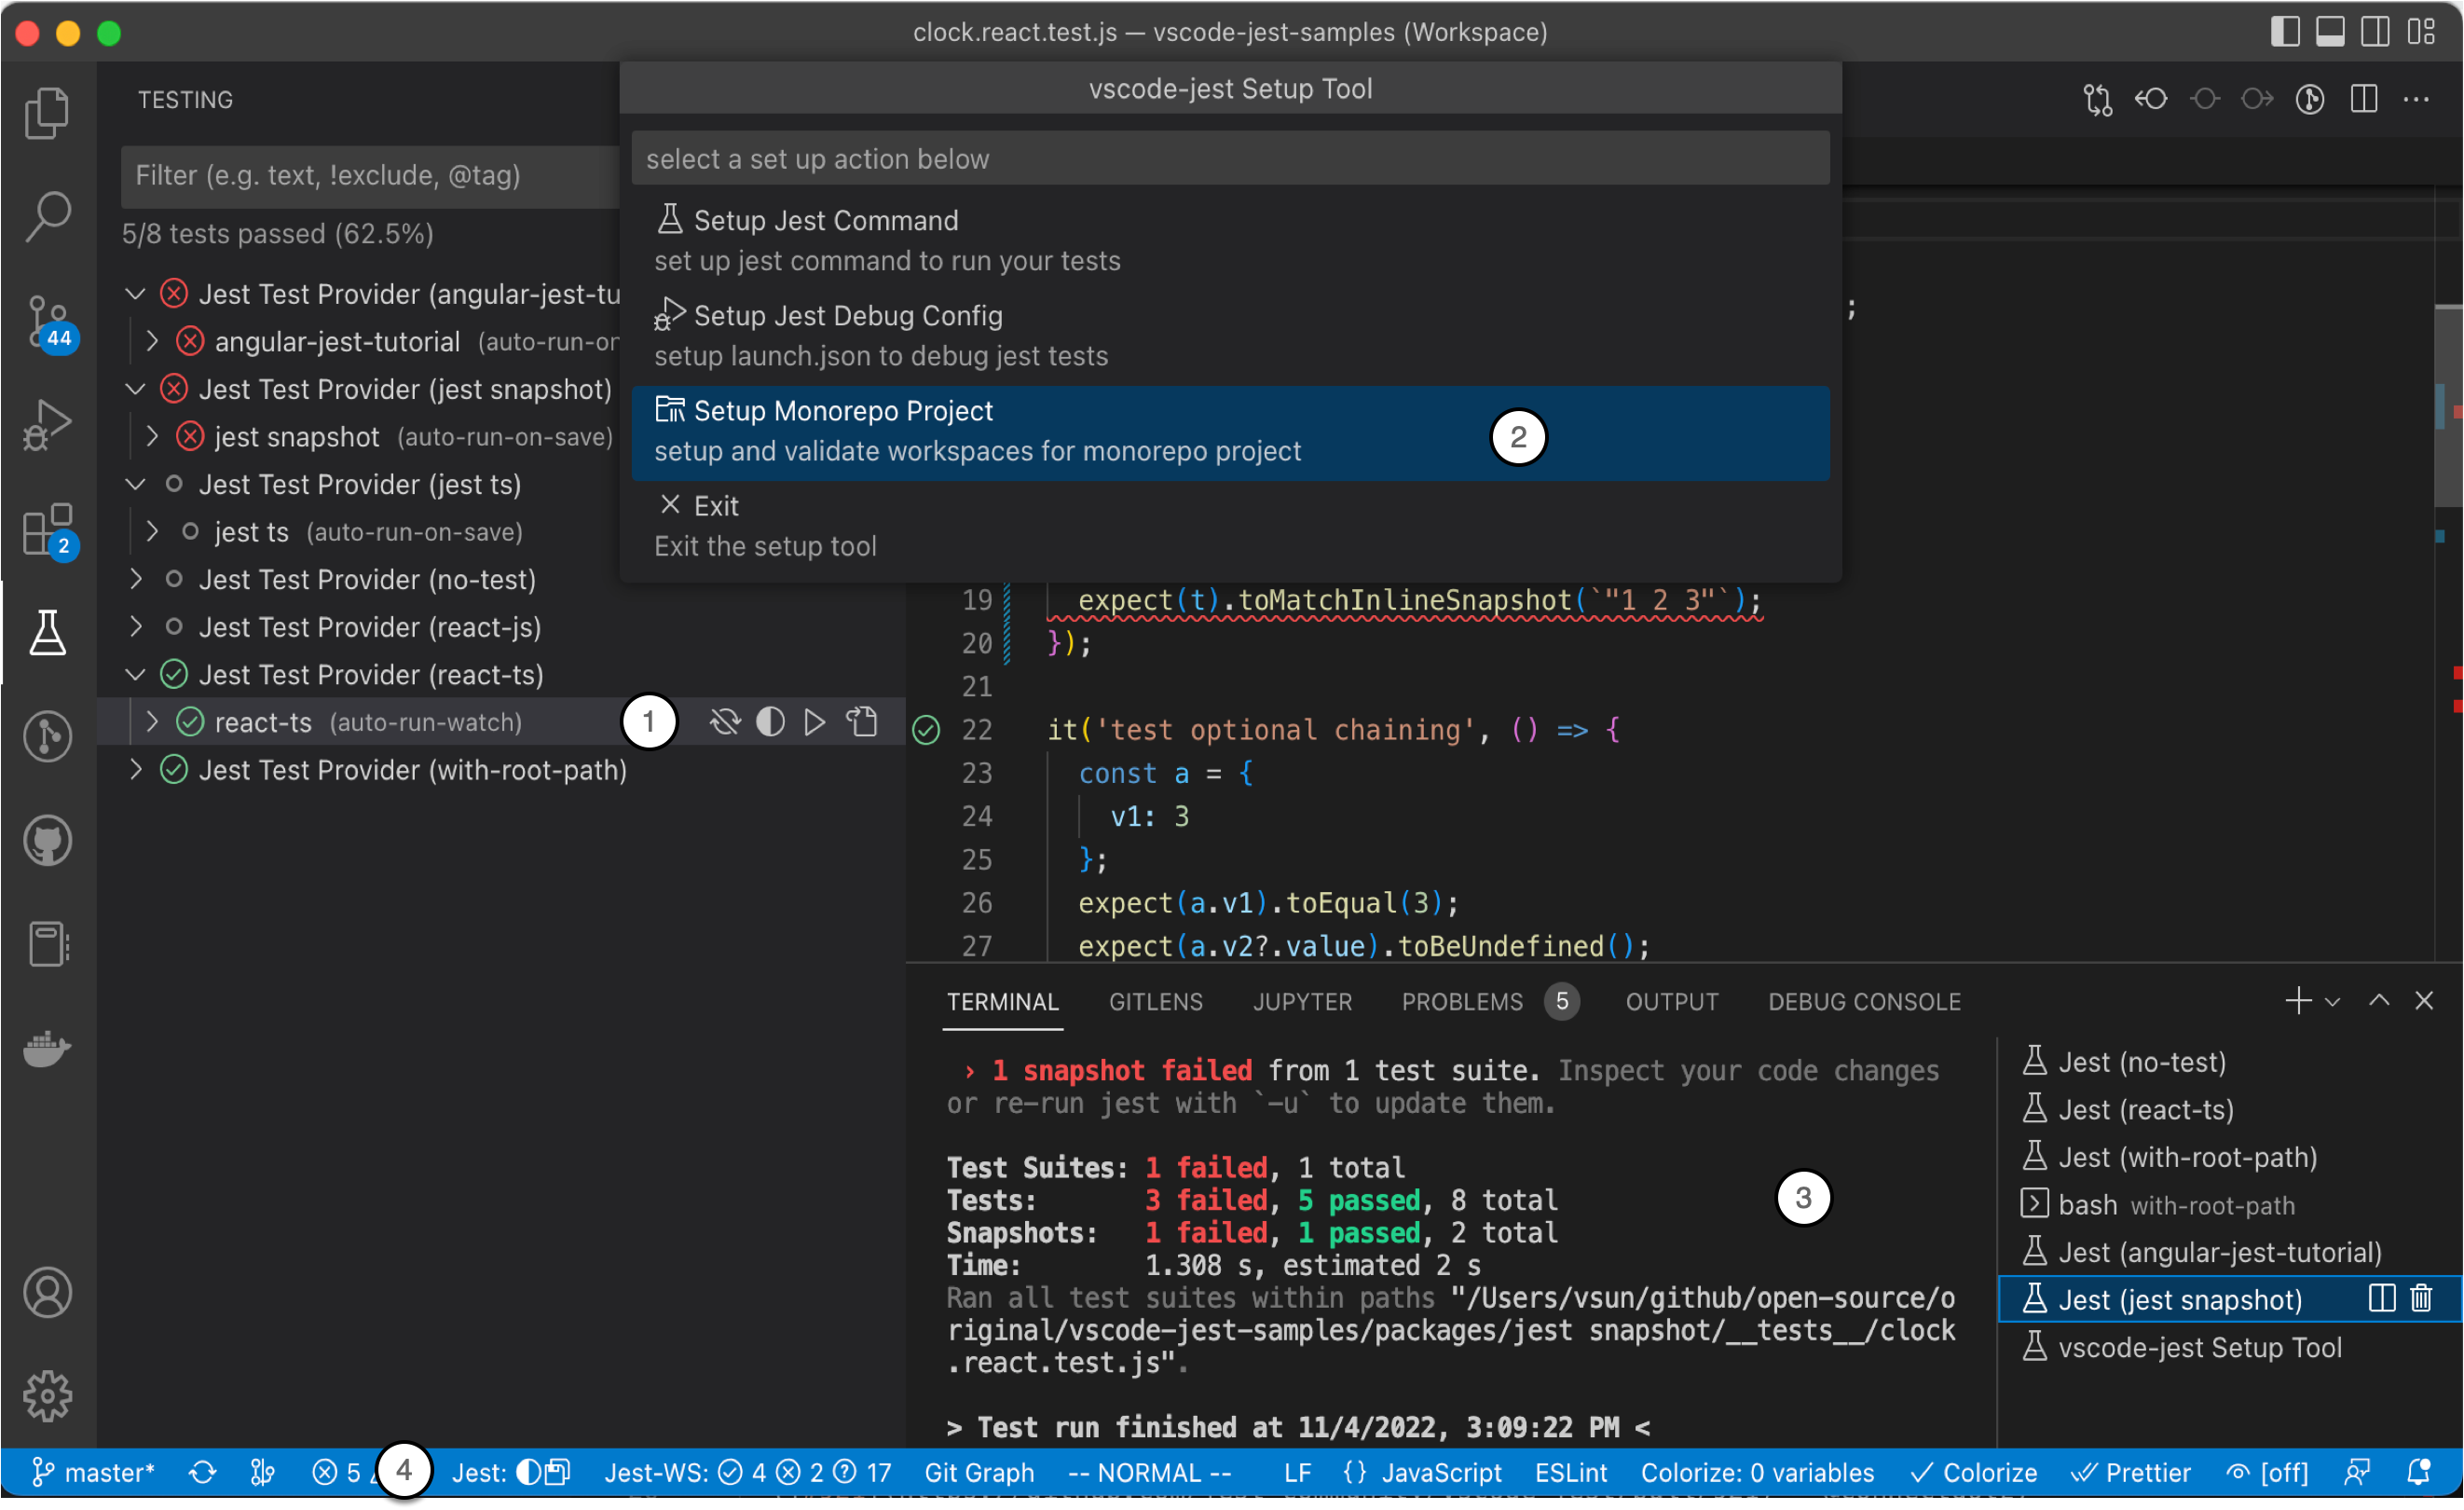 clock.react.test.js — vscode-jest-samples (Workspace)
TESTING
Filter (e.g. text, !exclude, @tag)
5/8 tests passed (62.5%)
Jest Test Provider (angular-jest-tu
angular-jest-tutorial (auto-run-on
Jest Test Provider (jest snapshot)
jest snapshot (auto-run-on-save)
Jest Test Provider (jest ts)
jest ts (auto-run-on-save)
Jest Test Provider (no-test)
Jest Test Provider (react-js)
Jest Test Provider (react-ts)
react-ts (auto-run-watch) 1
Jest Test Provider (with-root-path)
44
2
vscode-jest Setup Tool
select a set up action below
Setup Jest Command
set up jest command to run your tests
Setup Jest Debug Config
setup launch.json to debug jest tests
Setup Monorepo Project
setup and validate workspaces for monorepo project
2
Exit
Exit the setup tool
;
19 expect(t).toMatchInlineSnapshot(`"1 2 3"`);
20 });
21
22 it('test optional chaining', () => {
23 const a = {
24 v1: 3
25 };
26 expect(a.v1).toEqual(3);
27 expect(a.v2?.value).toBeUndefined();
TERMINAL GITLENS JUPYTER PROBLEMS 5 OUTPUT DEBUG CONSOLE
› 1 snapshot failed from 1 test suite. Inspect your code changes
or re-run jest with `-u` to update them.
Test Suites: 1 failed, 1 total
Tests: 3 failed, 5 passed, 8 total
Snapshots: 1 failed, 1 passed, 2 total
Time: 1.308 s, estimated 2 s
Ran all test suites within paths "/Users/vsun/github/open-source/o
riginal/vscode-jest-samples/packages/jest snapshot/__tests__/clock
.react.test.js".
> Test run finished at 11/4/2022, 3:09:22 PM <
3
Jest (no-test)
Jest (react-ts)
Jest (with-root-path)
bash with-root-path
Jest (angular-jest-tutorial)
Jest (jest snapshot)
vscode-jest Setup Tool
master* 5 4 Jest: Jest-WS: 4 2 17 Git Graph -- NORMAL -- LF {} JavaScript ESLint Colorize: 0 variables Colorize Prettier [off]